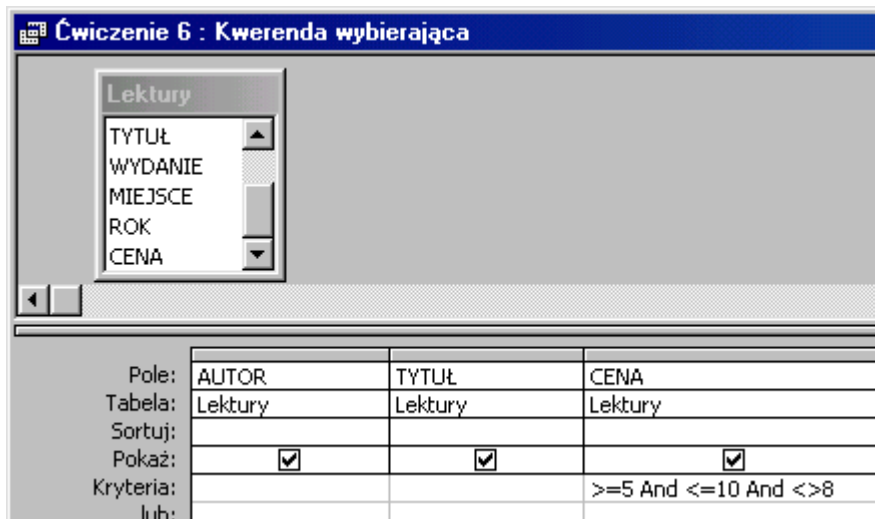 Ćwiczenie 6 : Kwerenda wybierająca
Lektury
TYTUŁ
WYDANIE
MIEJSCE
ROK
CENA
Pole: AUTOR TYTUŁ CENA
Tabela: Lektury Lektury Lektury
Sortuj:
Pokaż:
Kryteria: >=5 And <=10 And <>8
lub: